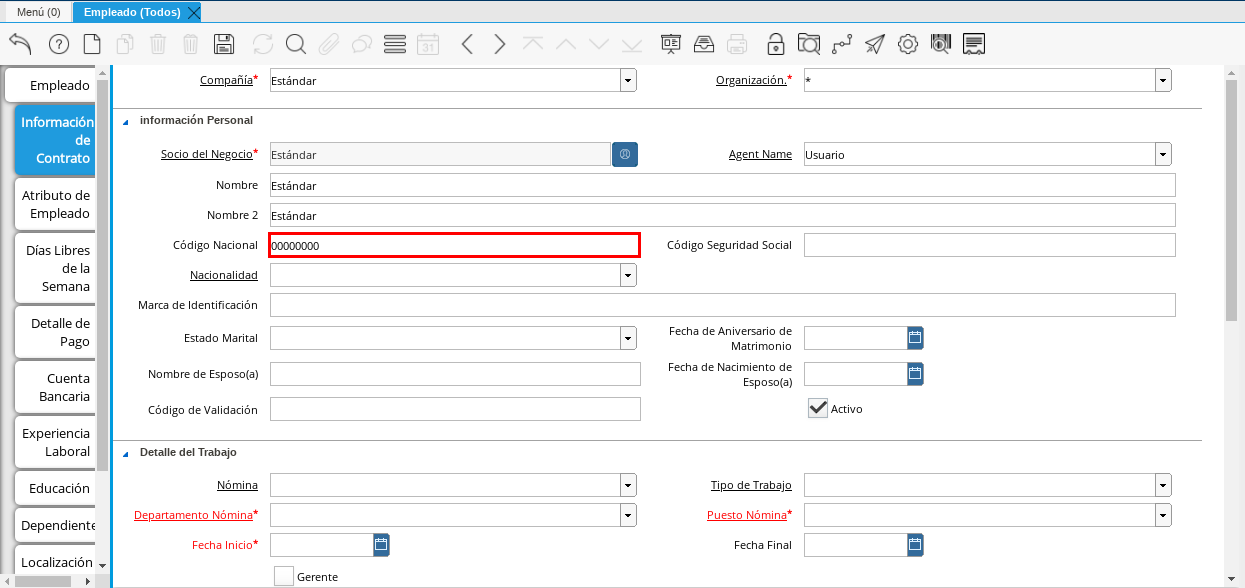 Menú (0)
Empleado (Todos)
31
Empleado
Información
de
Contrato
Atributo de
Empleado
Días Libres
de la
Semana
Detalle de
Pago
Cuenta
Bancaria
Experiencia
Laboral
Educación
Dependiente
Localización
Compañía* Estándar Organización.* *
información Personal
Socio del Negocio* Estándar Agent Name Usuario
Nombre Estándar
Nombre 2 Estándar
Código Nacional 00000000 Código Seguridad Social
Nacionalidad
Marca de Identificación
Estado Marital Fecha de Aniversario de
Matrimonio
Nombre de Esposo(a) Fecha de Nacimiento de
Esposo(a)
Código de Validación Activo
Detalle del Trabajo
Nómina Tipo de Trabajo
Departamento Nómina* Puesto Nómina*
Fecha Inicio* Fecha Final
Gerente